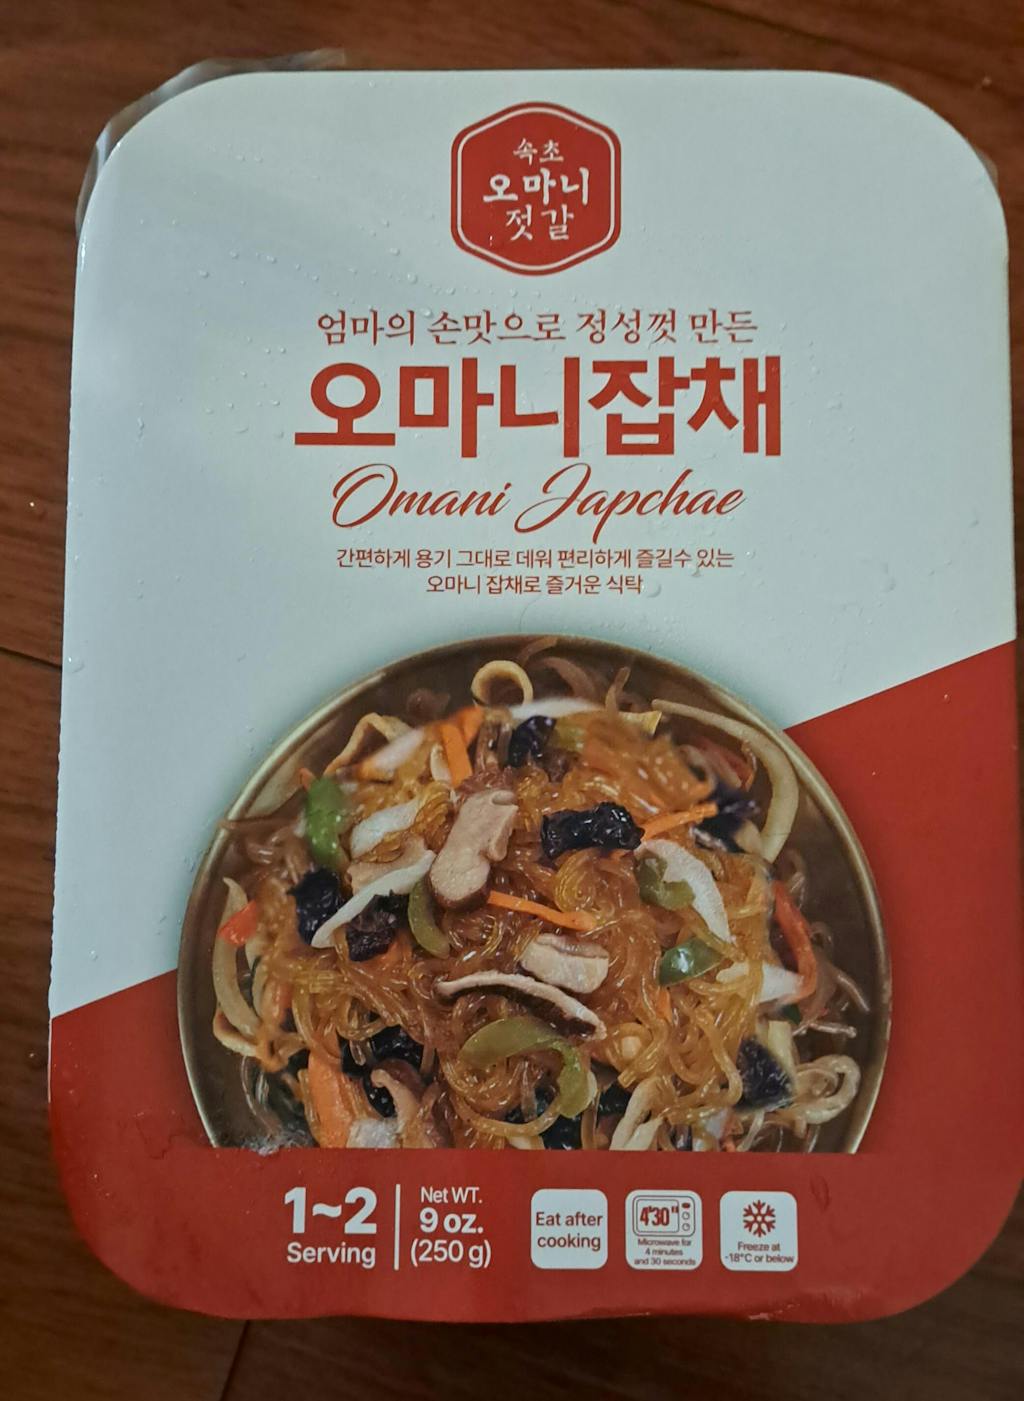 속초
오마니
젓갈
엄마의 손맛으로 정성껏 만든
오마니잡채
Omani Japchae
간편하게 용기 그대로 데워 편리하게 즐길수 있는
오마니 잡채로 즐거운 식탁
1~2
Serving
Net WT.
9 oz.
(250 g)
Eat after
cooking
4'30"
Microwave for
4 minutes
and 30 seconds
Freeze at
-18°C or below